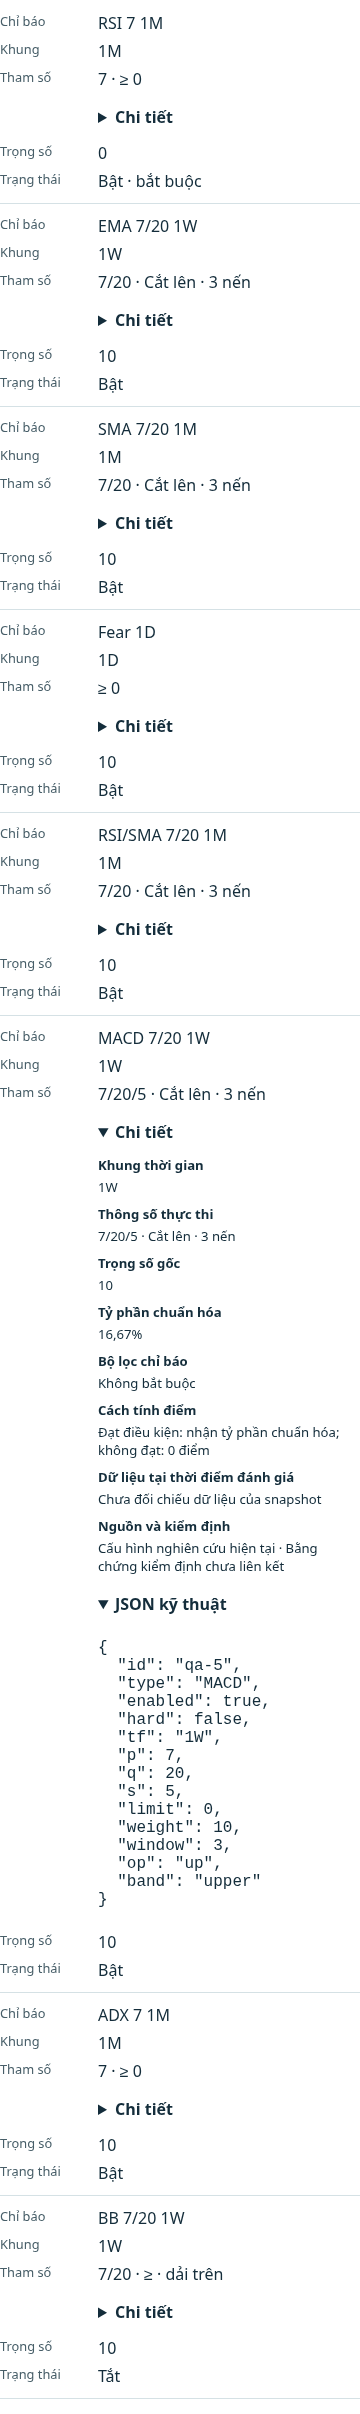 Chỉ báo RSI 7 1M
Khung 1M
Tham số 7 · ≥ 0
▶ Chi tiết
Trọng số 0
Trạng thái Bật · bắt buộc
Chỉ báo EMA 7/20 1W
Khung 1W
Tham số 7/20 · Cắt lên · 3 nến
▶ Chi tiết
Trọng số 10
Trạng thái Bật
Chỉ báo SMA 7/20 1M
Khung 1M
Tham số 7/20 · Cắt lên · 3 nến
▶ Chi tiết
Trọng số 10
Trạng thái Bật
Chỉ báo Fear 1D
Khung 1D
Tham số ≥ 0
▶ Chi tiết
Trọng số 10
Trạng thái Bật
Chỉ báo RSI/SMA 7/20 1M
Khung 1M
Tham số 7/20 · Cắt lên · 3 nến
▶ Chi tiết
Trọng số 10
Trạng thái Bật
Chỉ báo MACD 7/20 1W
Khung 1W
Tham số 7/20/5 · Cắt lên · 3 nến
▼ Chi tiết
Khung thời gian
1W
Thông số thực thi
7/20/5 · Cắt lên · 3 nến
Trọng số gốc
10
Tỷ phần chuẩn hóa
16,67%
Bộ lọc chỉ báo
Không bắt buộc
Cách tính điểm
Đạt điều kiện: nhận tỷ phần chuẩn hóa;
không đạt: 0 điểm
Dữ liệu tại thời điểm đánh giá
Chưa đối chiếu dữ liệu của snapshot
Nguồn và kiểm định
Cấu hình nghiên cứu hiện tại · Bằng
chứng kiểm định chưa liên kết
▼ JSON kỹ thuật
{
"id": "qa-5",
"type": "MACD",
"enabled": true,
"hard": false,
"tf": "1W",
"p": 7,
"q": 20,
"s": 5,
"limit": 0,
"weight": 10,
"window": 3,
"op": "up",
"band": "upper"
}
Trọng số 10
Trạng thái Bật
Chỉ báo ADX 7 1M
Khung 1M
Tham số 7 · ≥ 0
▶ Chi tiết
Trọng số 10
Trạng thái Bật
Chỉ báo BB 7/20 1W
Khung 1W
Tham số 7/20 · ≥ · dải trên
▶ Chi tiết
Trọng số 10
Trạng thái Tắt